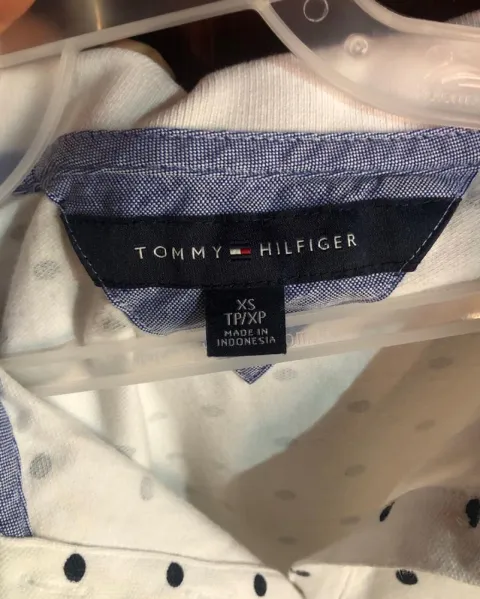 TOMMY HILFIGER
XS
TP/XP
MADE IN
INDONESIA